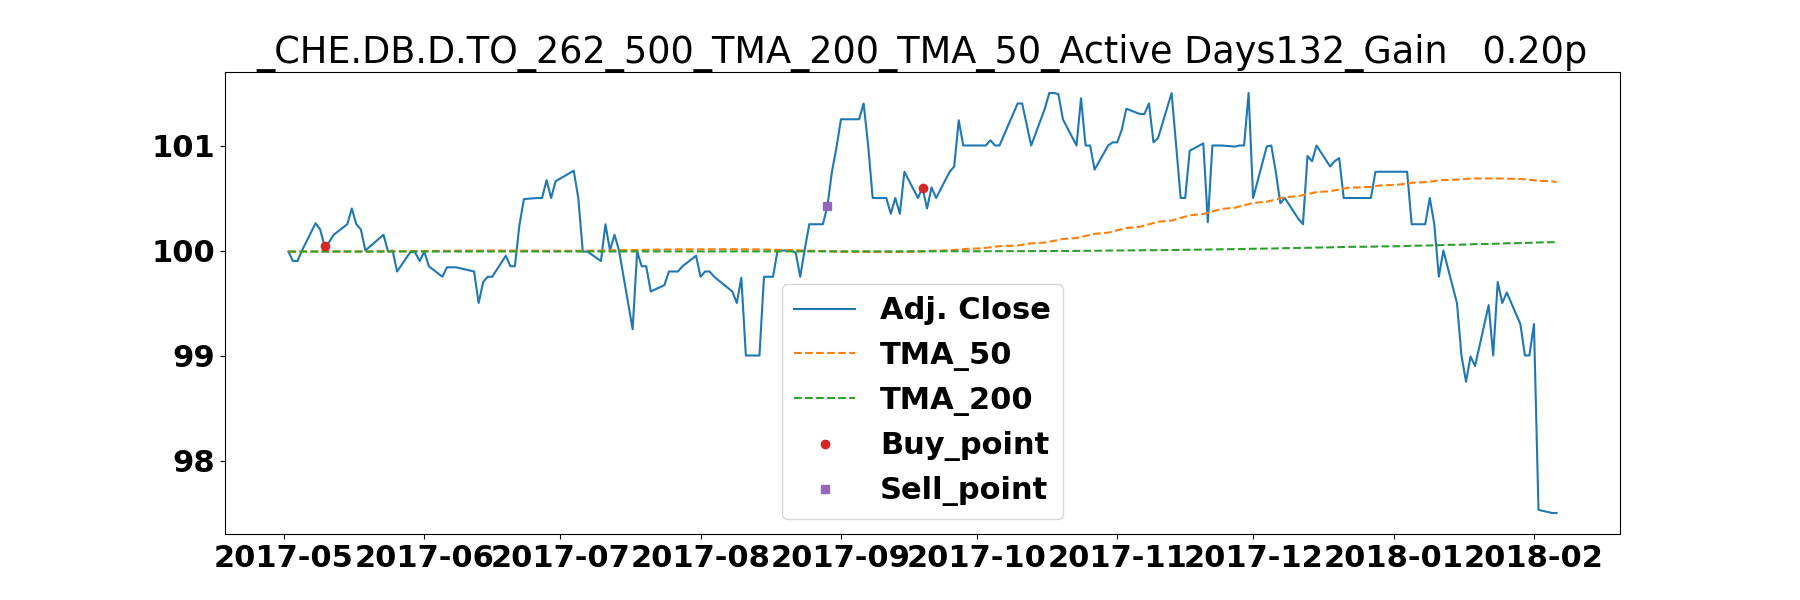 _CHE.DB.D.TO_262_500_TMA_200_TMA_50_Active Days132_Gain   0.20p
101
100
99
98
Adj. Close
TMA_50
TMA_200
Buy_point
Sell_point
2017-05 2017-06 2017-07 2017-08 2017-09 2017-10 2017-11 2017-12 2018-01 2018-02